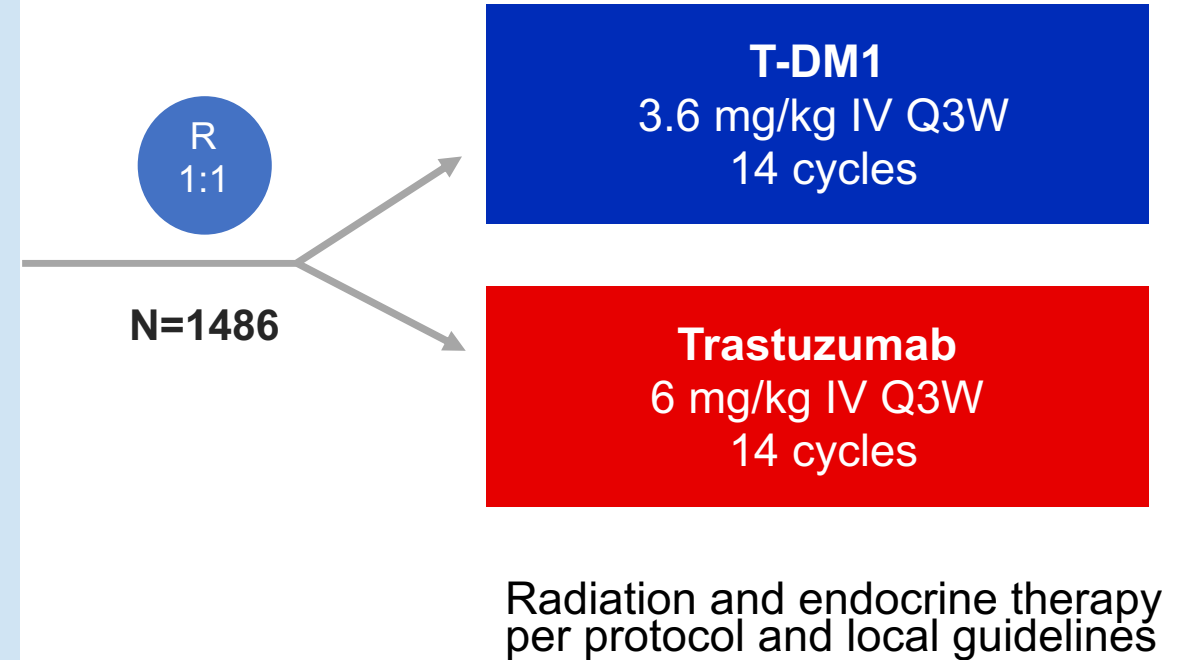 R
1:1
N=1486
T-DM1
3.6 mg/kg IV Q3W
14 cycles
Trastuzumab
6 mg/kg IV Q3W
14 cycles
Radiation and endocrine therapy
per protocol and local guidelines